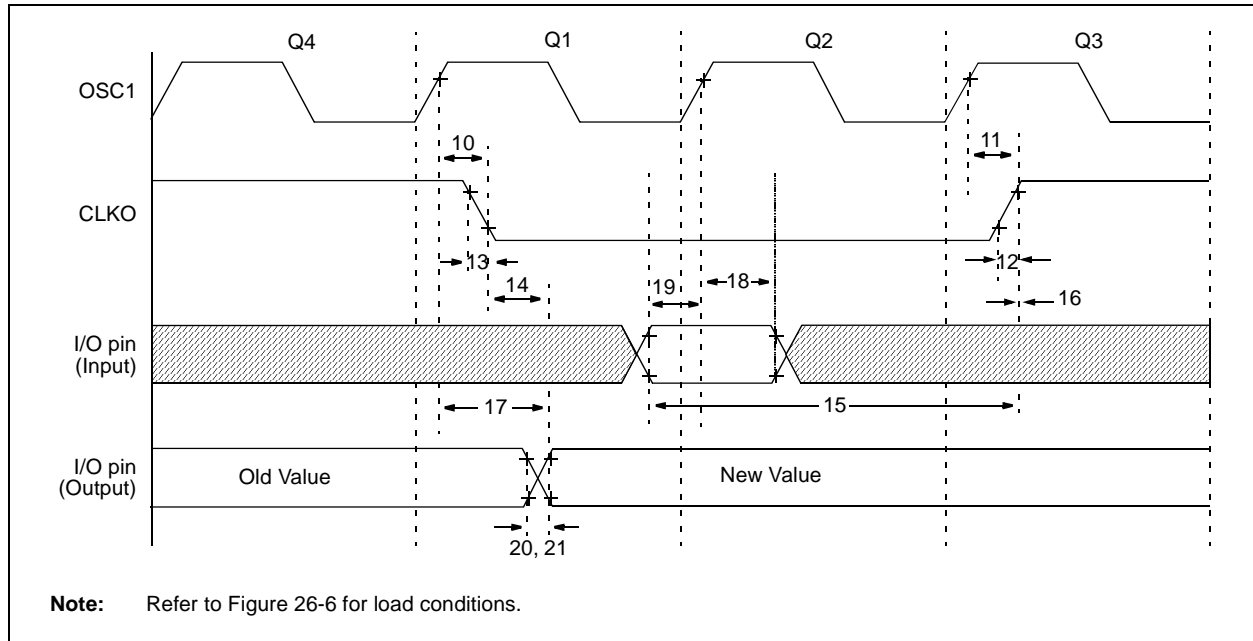 Q4 Q1 Q2 Q3
OSC1
10 11
CLKO
13 12
14 19 18 16
I/O pin
(Input)
17 15
I/O pin
(Output)
Old Value New Value
20, 21
Note: Refer to Figure 26-6 for load conditions.